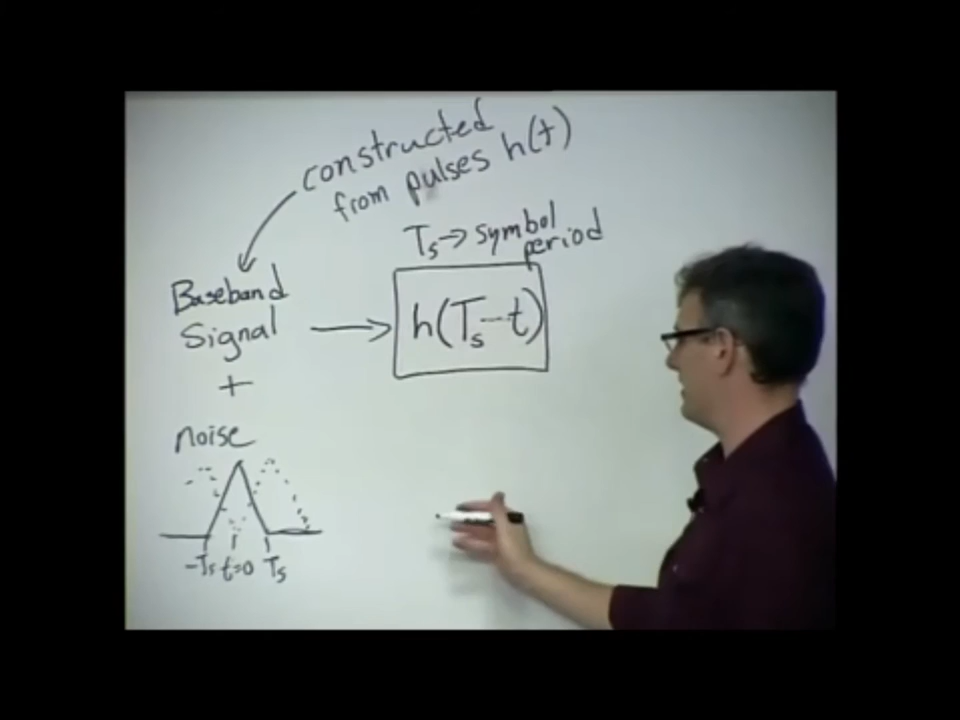 constructed
from pulses h(t)
Ts → symbol
period
Baseband
Signal
+
noise
h(Ts-t)
-Ts t=0 Ts